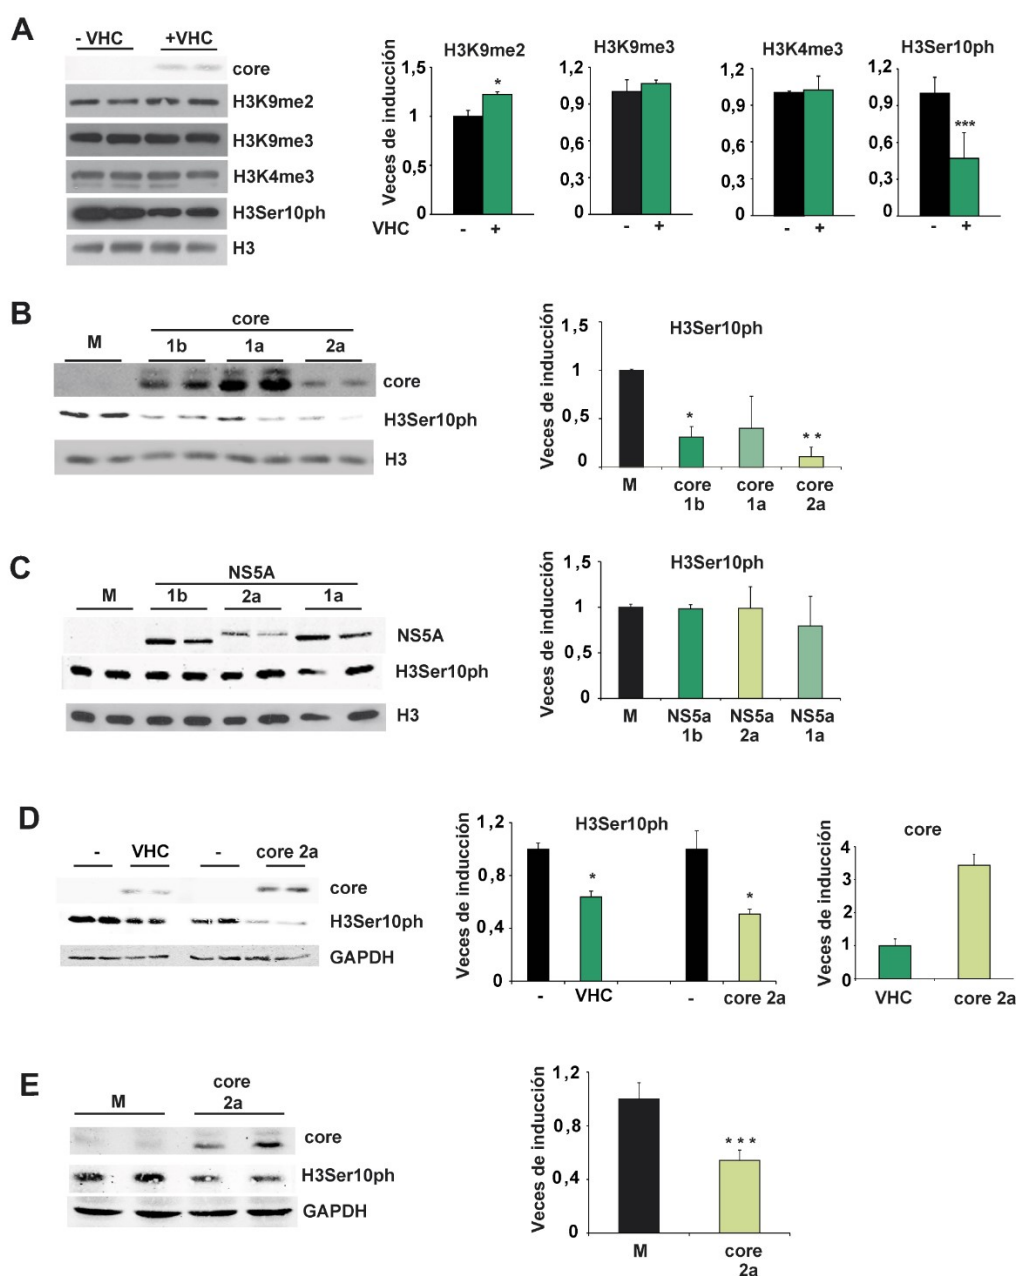 A
- VHC +VHC
core
H3K9me2
H3K9me3
H3K4me3
H3Ser10ph
H3
H3K9me2 H3K9me3 H3K4me3 H3Ser10ph
Veces de inducción
1,5
1
0,5
0
1,2
0,9
0,6
0,3
0
1,2
0,9
0,6
0,3
0
1,2
0,9
0,6
0,3
0
*
***
VHC - + - + - + - +
B
core
M 1b 1a 2a
core
H3Ser10ph
H3
H3Ser10ph
Veces de inducción
1,5
1
0,5
0
* * *
M core core core
1b 1a 2a
C
NS5A
M 1b 2a 1a
NS5A
H3Ser10ph
H3
H3Ser10ph
Veces de inducción
1,5
1
0,5
0
M NS5a NS5a NS5a
1b 2a 1a
D
- VHC - core 2a
core
H3Ser10ph
GAPDH
H3Ser10ph
Veces de inducción
1,2
0,8
0,4
0
* *
- VHC - core 2a
core
Veces de inducción
4
3
2
1
0
VHC core 2a
E
core
M 2a
core
H3Ser10ph
GAPDH
Veces de inducción
1,2
0,8
0,4
0
* * *
M core
2a